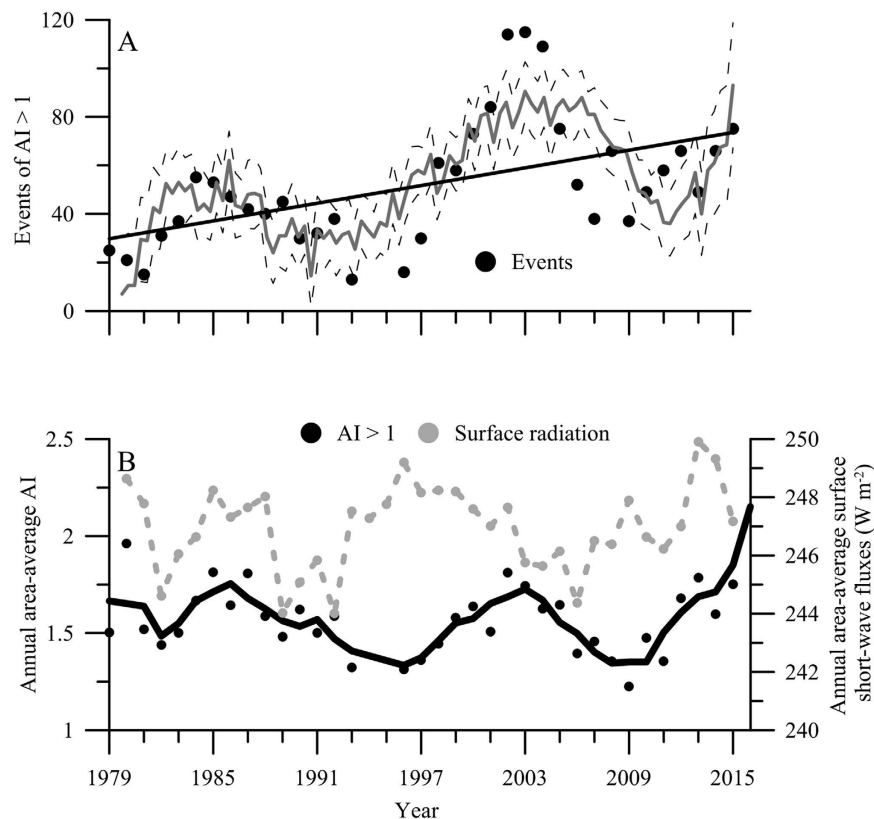 120
A
80
40
0
Events of AI > 1
Events
2.5
B
AI > 1
Surface radiation
250
2
248
246
1.5
244
242
1
240
Annual area-average AI
Annual area-average surface
short-wave fluxes (W m-2)
1979
1985
1991
1997
2003
2009
2015
Year